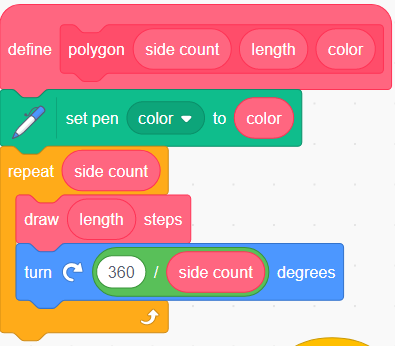 define polygon side count length color
set pen color to color
repeat side count
draw length steps
turn 360 / side count degrees